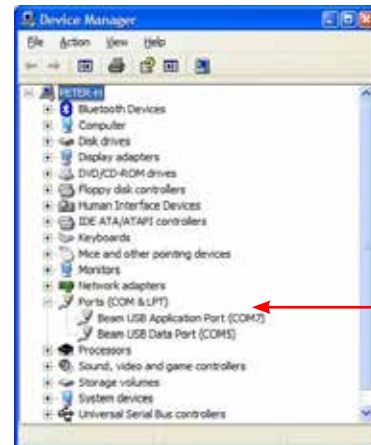 Device Manager
File Action View Help
PETER-H
Bluetooth Devices
Computer
Disk drives
Display adapters
DVD/CD-ROM drives
Floppy disk controllers
Human Interface Devices
IDE ATA/ATAPI controllers
Keyboards
Mice and other pointing devices
Monitors
Network adapters
Ports (COM & LPT)
Beam USB Application Port (COM7)
Beam USB Data Port (COM5)
Processors
Sound, video and game controllers
Storage volumes
System devices
Universal Serial Bus controllers